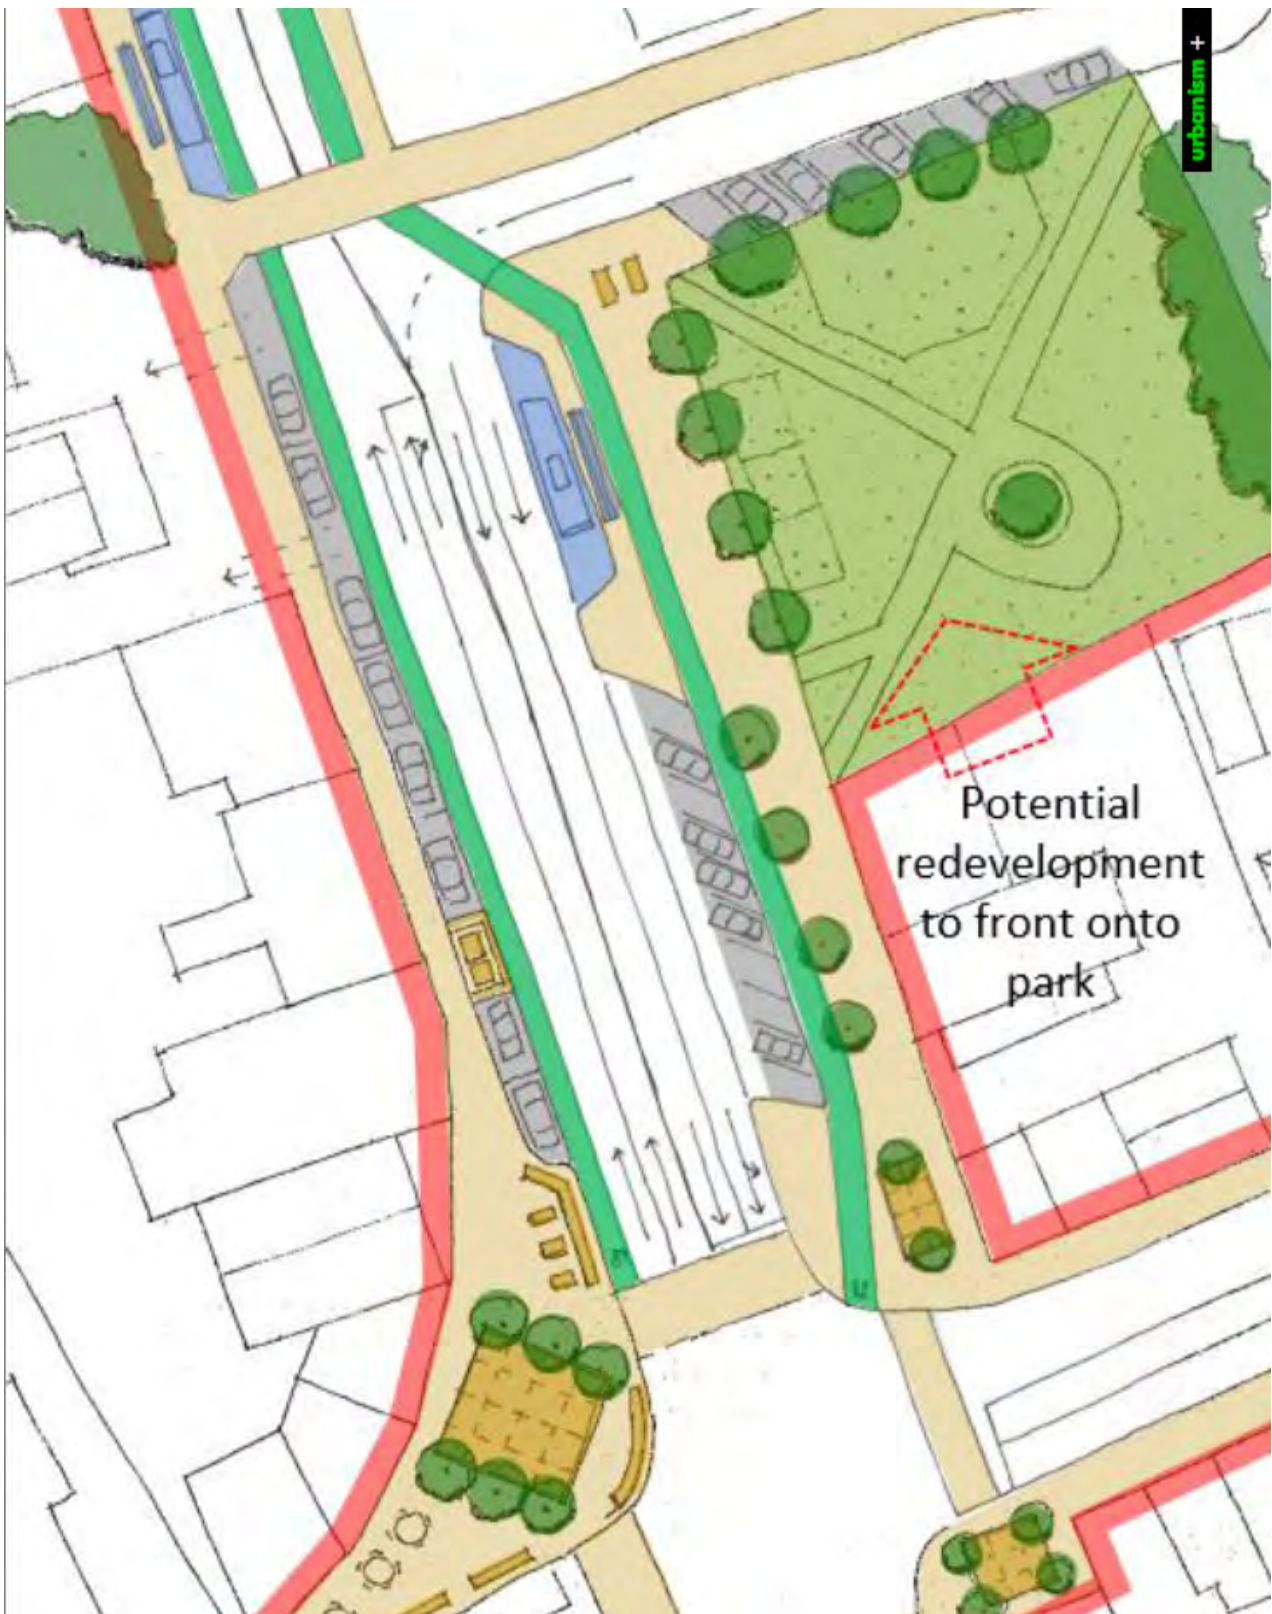 urbanism +
Potential
redevelopment
to front onto
park